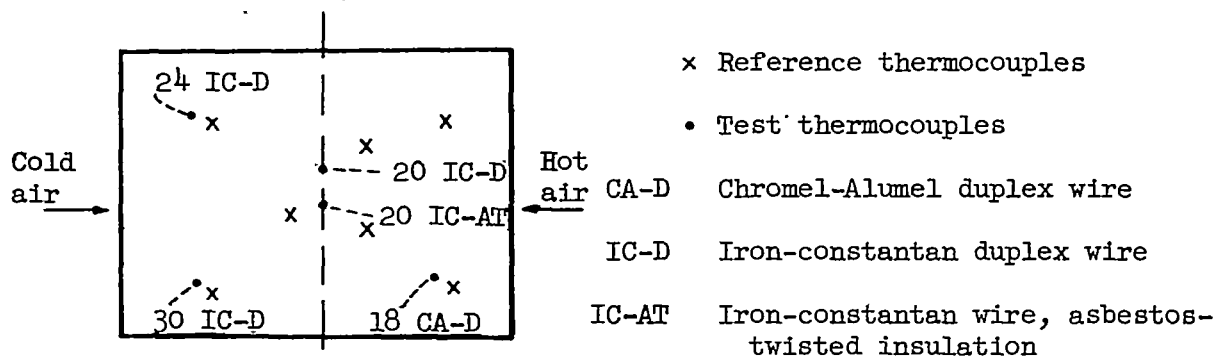 24 IC-D
Cold
air
20 IC-D
20 IC-AT
30 IC-D
18 CA-D
Hot
air
x Reference thermocouples
• Test thermocouples
CA-D Chromel-Alumel duplex wire
IC-D Iron-constantan duplex wire
IC-AT Iron-constantan wire, asbestos-
twisted insulation